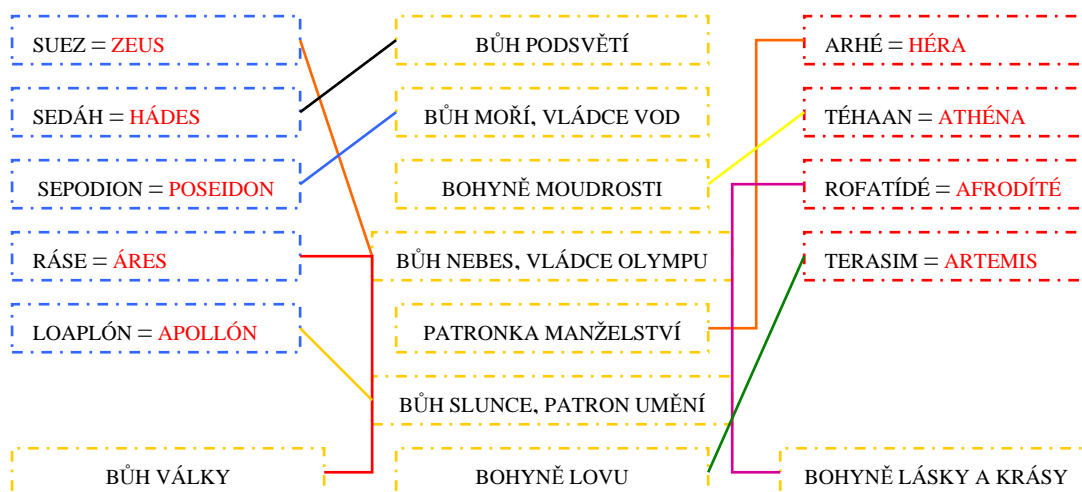 SUEZ = ZEUS
BŮH PODSVĚTÍ
ARHÉ = HÉRA
SEDÁH = HÁDES
BŮH MOŘÍ, VLÁDCE VOD
TÉHAAN = ATHÉNA
SEPODION = POSEIDON
BOHYNĚ MOUDROSTI
ROFATÍDÉ = AFRODÍTÉ
RÁSE = ÁRES
BŮH NEBES, VLÁDCE OLYMPU
TERASIM = ARTEMIS
LOAPLÓN = APOLLÓN
PATRONKA MANŽELSTVÍ
BŮH SLUNCE, PATRON UMĚNÍ
BŮH VÁLKY
BOHYNĚ LOVU
BOHYNĚ LÁSKY A KRÁSY